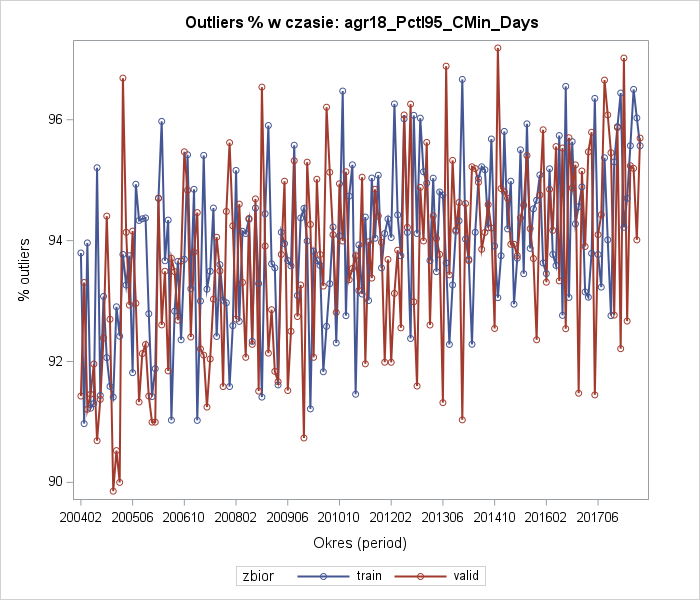 Outliers % w czasie: agr18_Pctl95_CMin_Days
% outliers
96
94
92
90
200402 200506 200610 200802 200906 201010 201202 201306 201410 201602 201706
Okres (period)
zbior train valid